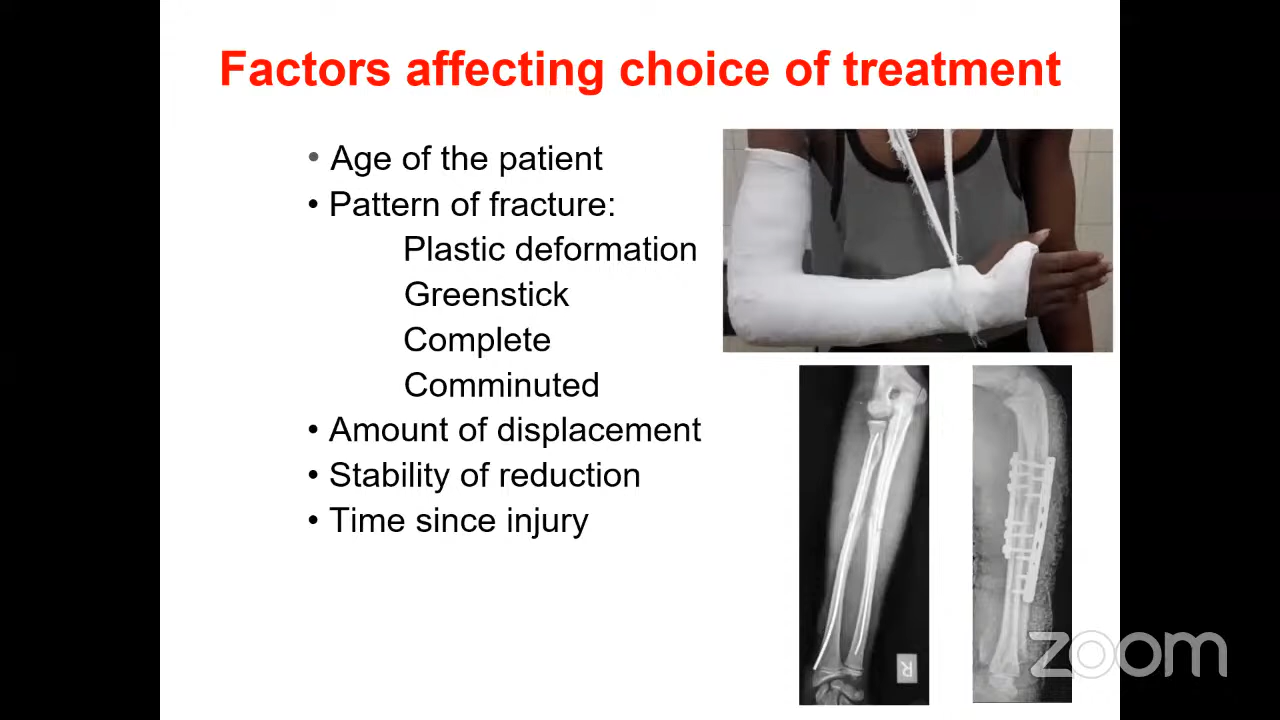 Factors affecting choice of treatment
• Age of the patient
• Pattern of fracture:
Plastic deformation
Greenstick
Complete
Comminuted
• Amount of displacement
• Stability of reduction
• Time since injury
R
zoom